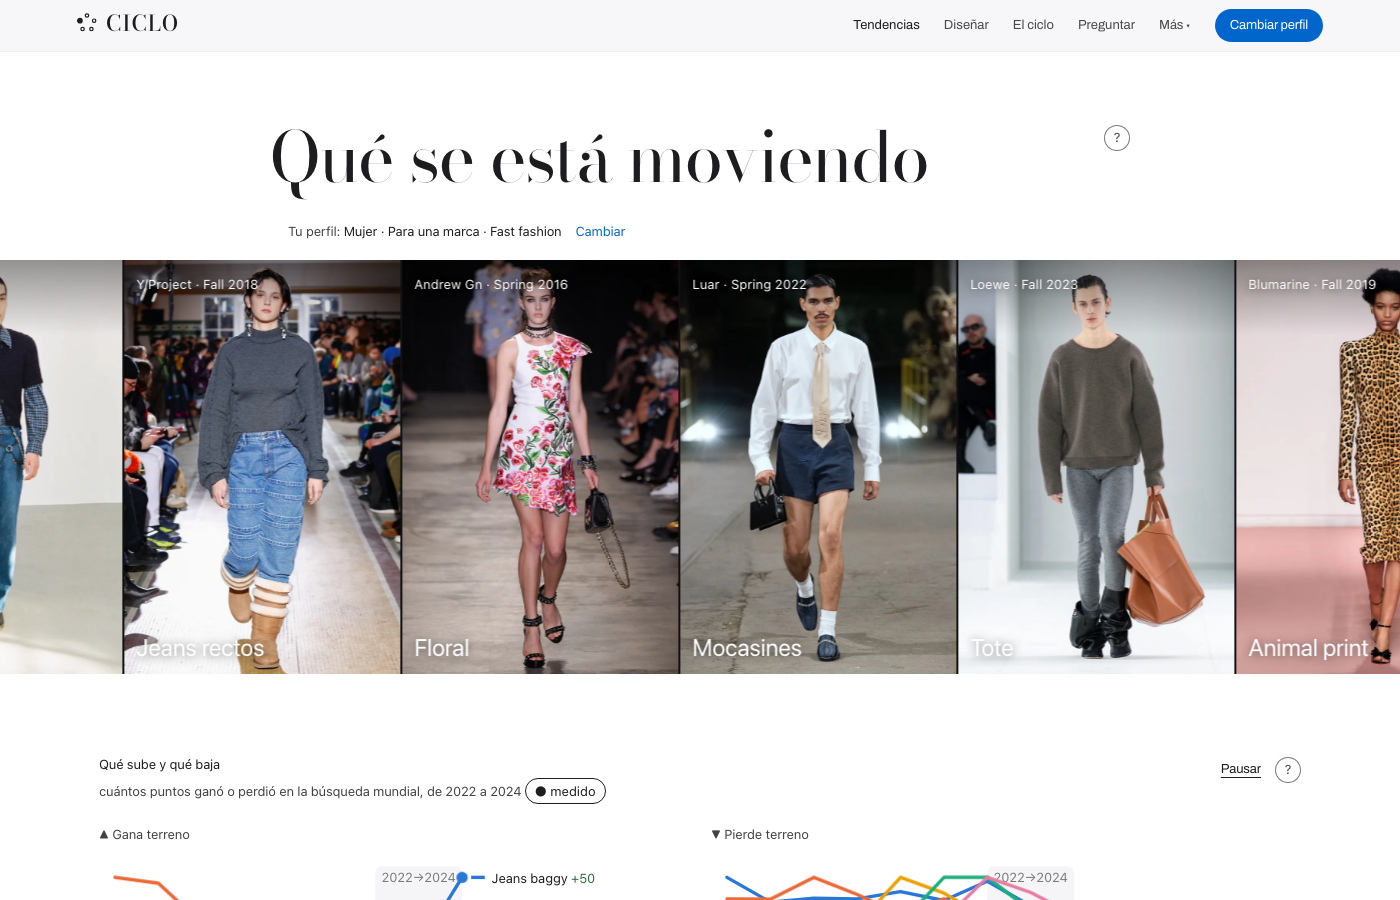 CICLO
Tendencias Diseñar El ciclo Preguntar Más Cambiar perfil
Qué se está moviendo
?
Tu perfil: Mujer · Para una marca · Fast fashion Cambiar
Y/Project · Fall 2018
Jeans rectos
Andrew Gn · Spring 2016
Floral
Luar · Spring 2022
Mocasines
Loewe · Fall 2023
Tote
Blumarine · Fall 2019
Animal print
Qué sube y qué baja
Pausar ?
cuántos puntos ganó o perdió en la búsqueda mundial, de 2022 a 2024 ● medido
▲ Gana terreno
2022→2024
Jeans baggy +50
▼ Pierde terreno
2022→2024